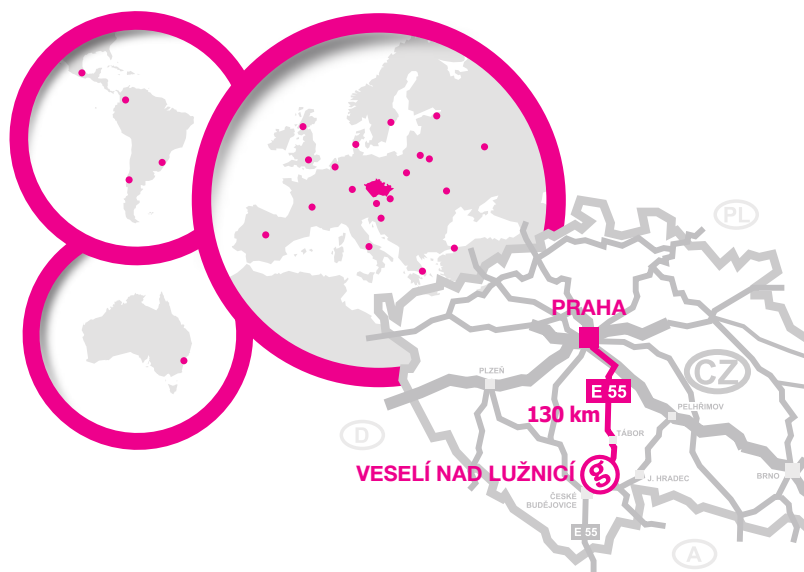 PL
PRAHA
CZ
PLZEŇ
E 55
PELHŘIMOV
130 km
D
TÁBOR
VESELÍ NAD LUŽNICÍ
g
J. HRADEC
BRNO
ČESKÉ
BUDĚJOVICE
E 55
A